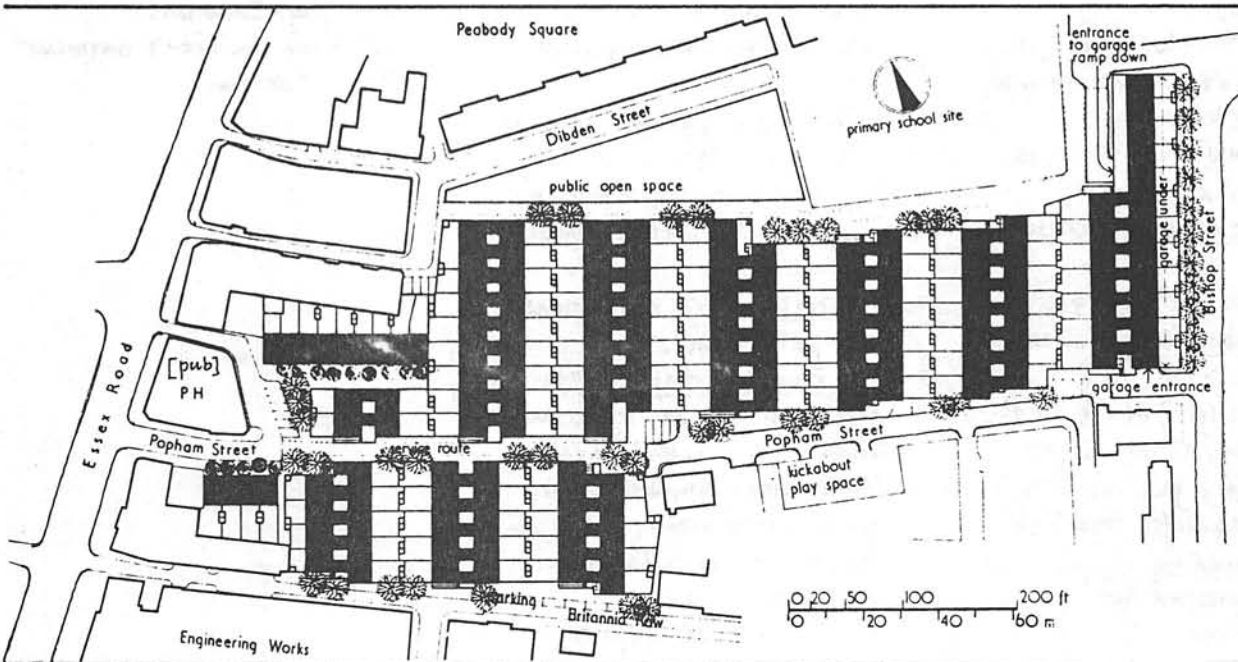 Peabody Square
entrance
to garage
ramp down
Dibden Street
primary school site
public open space
garage under
Bishop Street
[pub]
P H
Essex Road
Popham Street
route
garage entrance
Popham Street
kickabout
play space
parking
Britannia Row
Engineering Works
0 20 50 100 200 ft
0 20 40 60 m